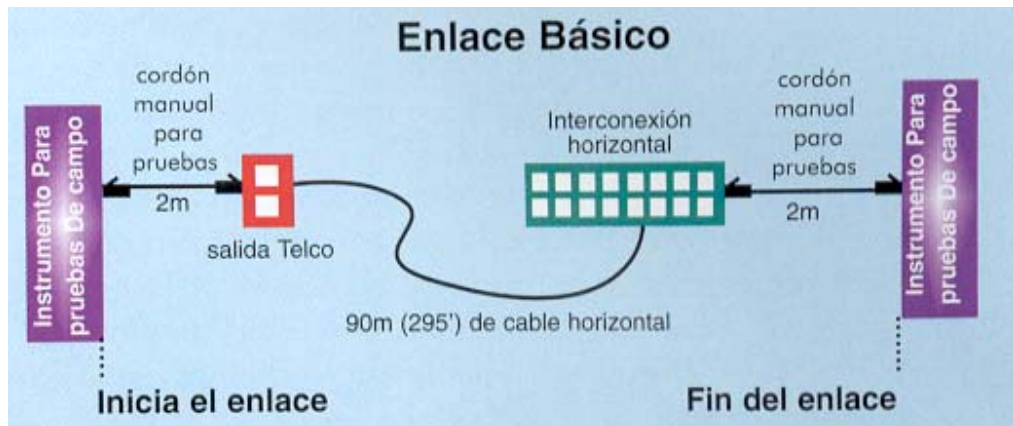 Enlace Básico
Instrumento Para
pruebas De campo
cordón
manual
para
pruebas
2m
salida Telco
90m (295') de cable horizontal
Interconexión
horizontal
cordón
manual
para
pruebas
2m
Instrumento Para
pruebas De campo
Inicia el enlace
Fin del enlace